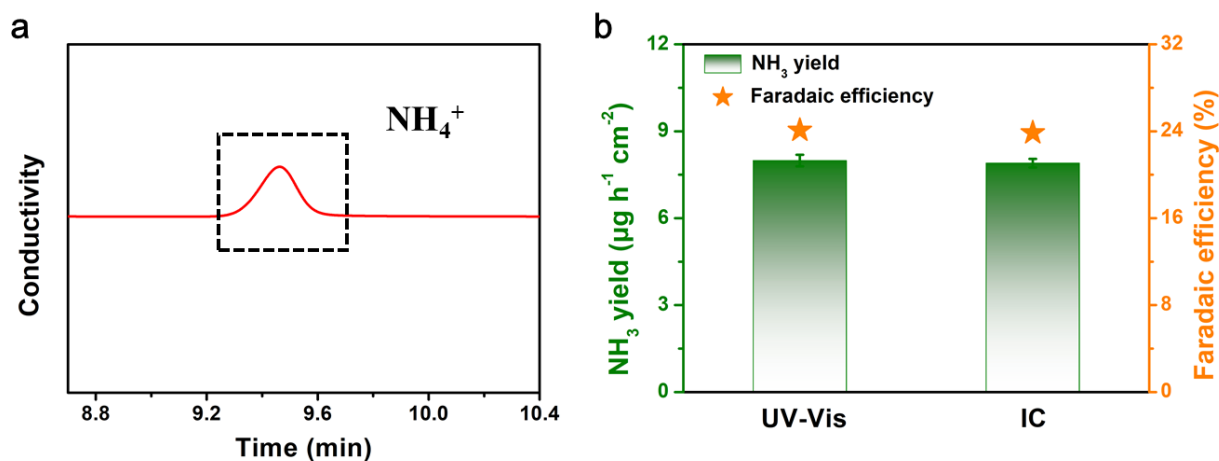 a
NH₄⁺
Conductivity
8.8 9.2 9.6 10.0 10.4
Time (min)
b
NH₃ yield
Faradaic efficiency
NH₃ yield (µg h⁻¹ cm⁻²)
12
9
6
3
0
32
24
16
8
0
Faradaic efficiency (%)
UV-Vis IC